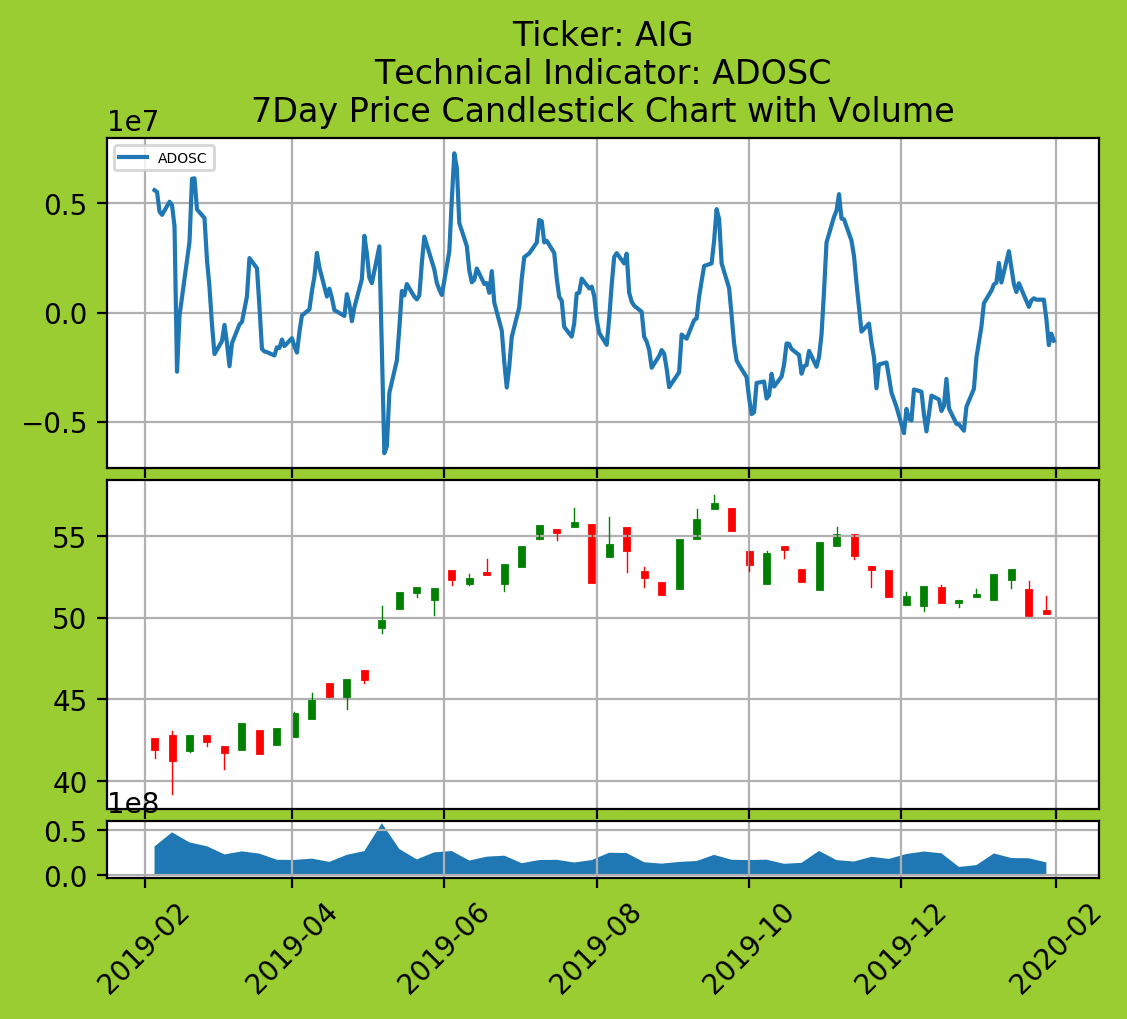 Ticker: AIG
Technical Indicator: ADOSC
7Day Price Candlestick Chart with Volume
1e7
ADOSC
0.5
0.0
−0.5
55
50
45
40
1e8
0.5
0.0
2019-02
2019-04
2019-06
2019-08
2019-10
2019-12
2020-02